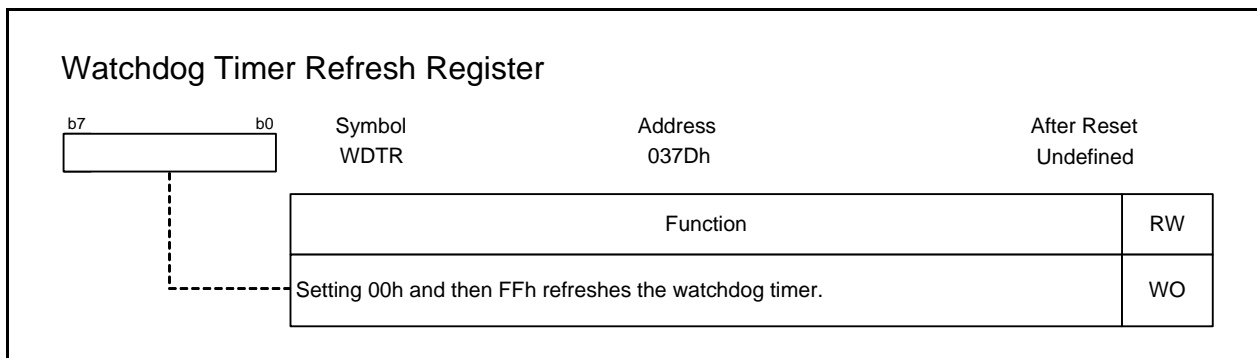 Watchdog Timer Refresh Register
b7 b0 Symbol Address After Reset
WDTR 037Dh Undefined
Function RW
Setting 00h and then FFh refreshes the watchdog timer. WO